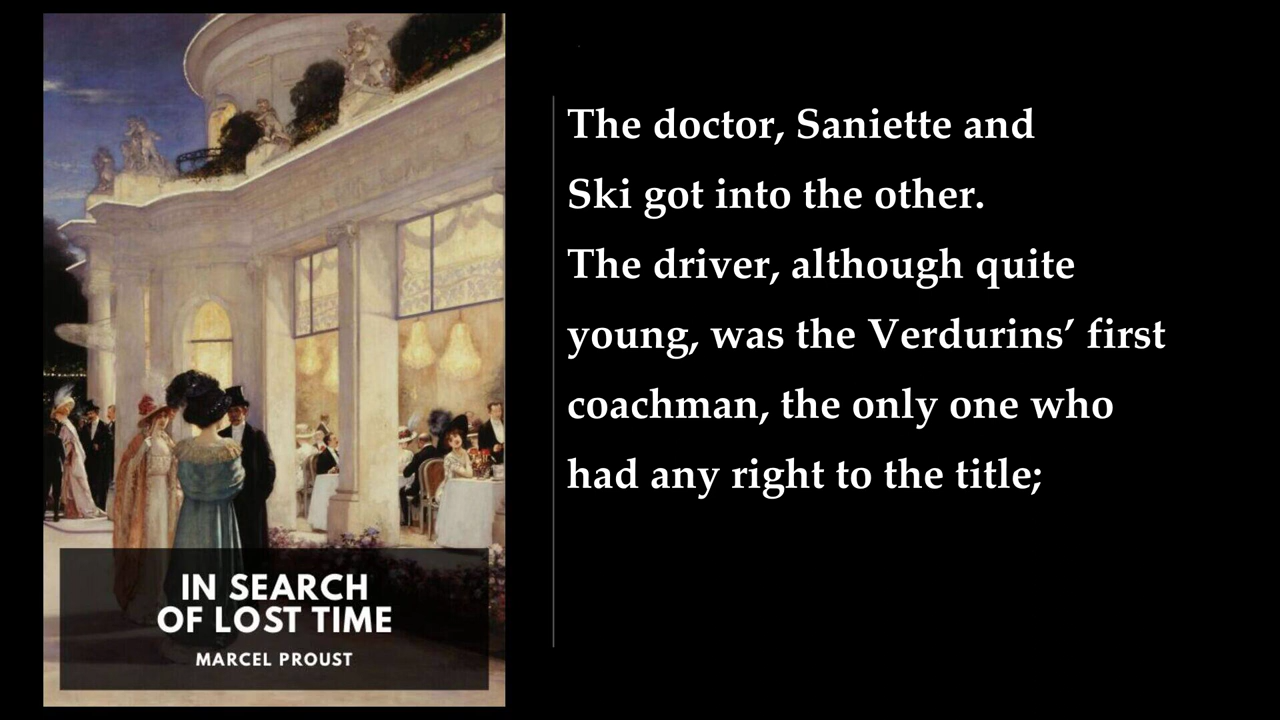 The doctor, Saniette and
Ski got into the other.
The driver, although quite
young, was the Verdurins’ first
coachman, the only one who
had any right to the title;
IN SEARCH
OF LOST TIME
MARCEL PROUST